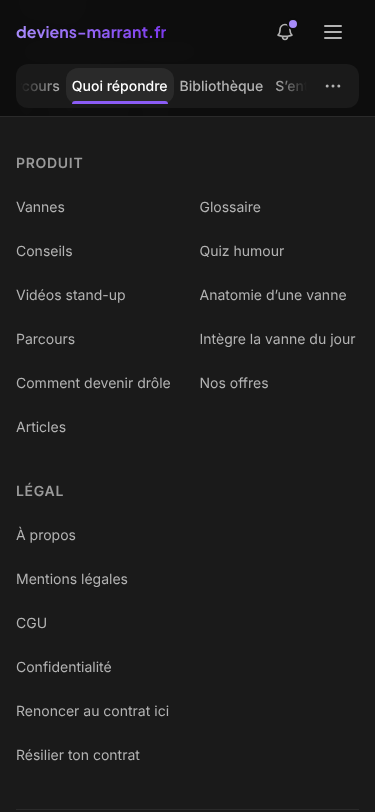 deviens-marrant.fr
cours Quoi répondre Bibliothèque S'en
PRODUIT
Vannes Glossaire
Conseils Quiz humour
Vidéos stand-up Anatomie d'une vanne
Parcours Intègre la vanne du jour
Comment devenir drôle Nos offres
Articles
LÉGAL
À propos
Mentions légales
CGU
Confidentialité
Renoncer au contrat ici
Résilier ton contrat